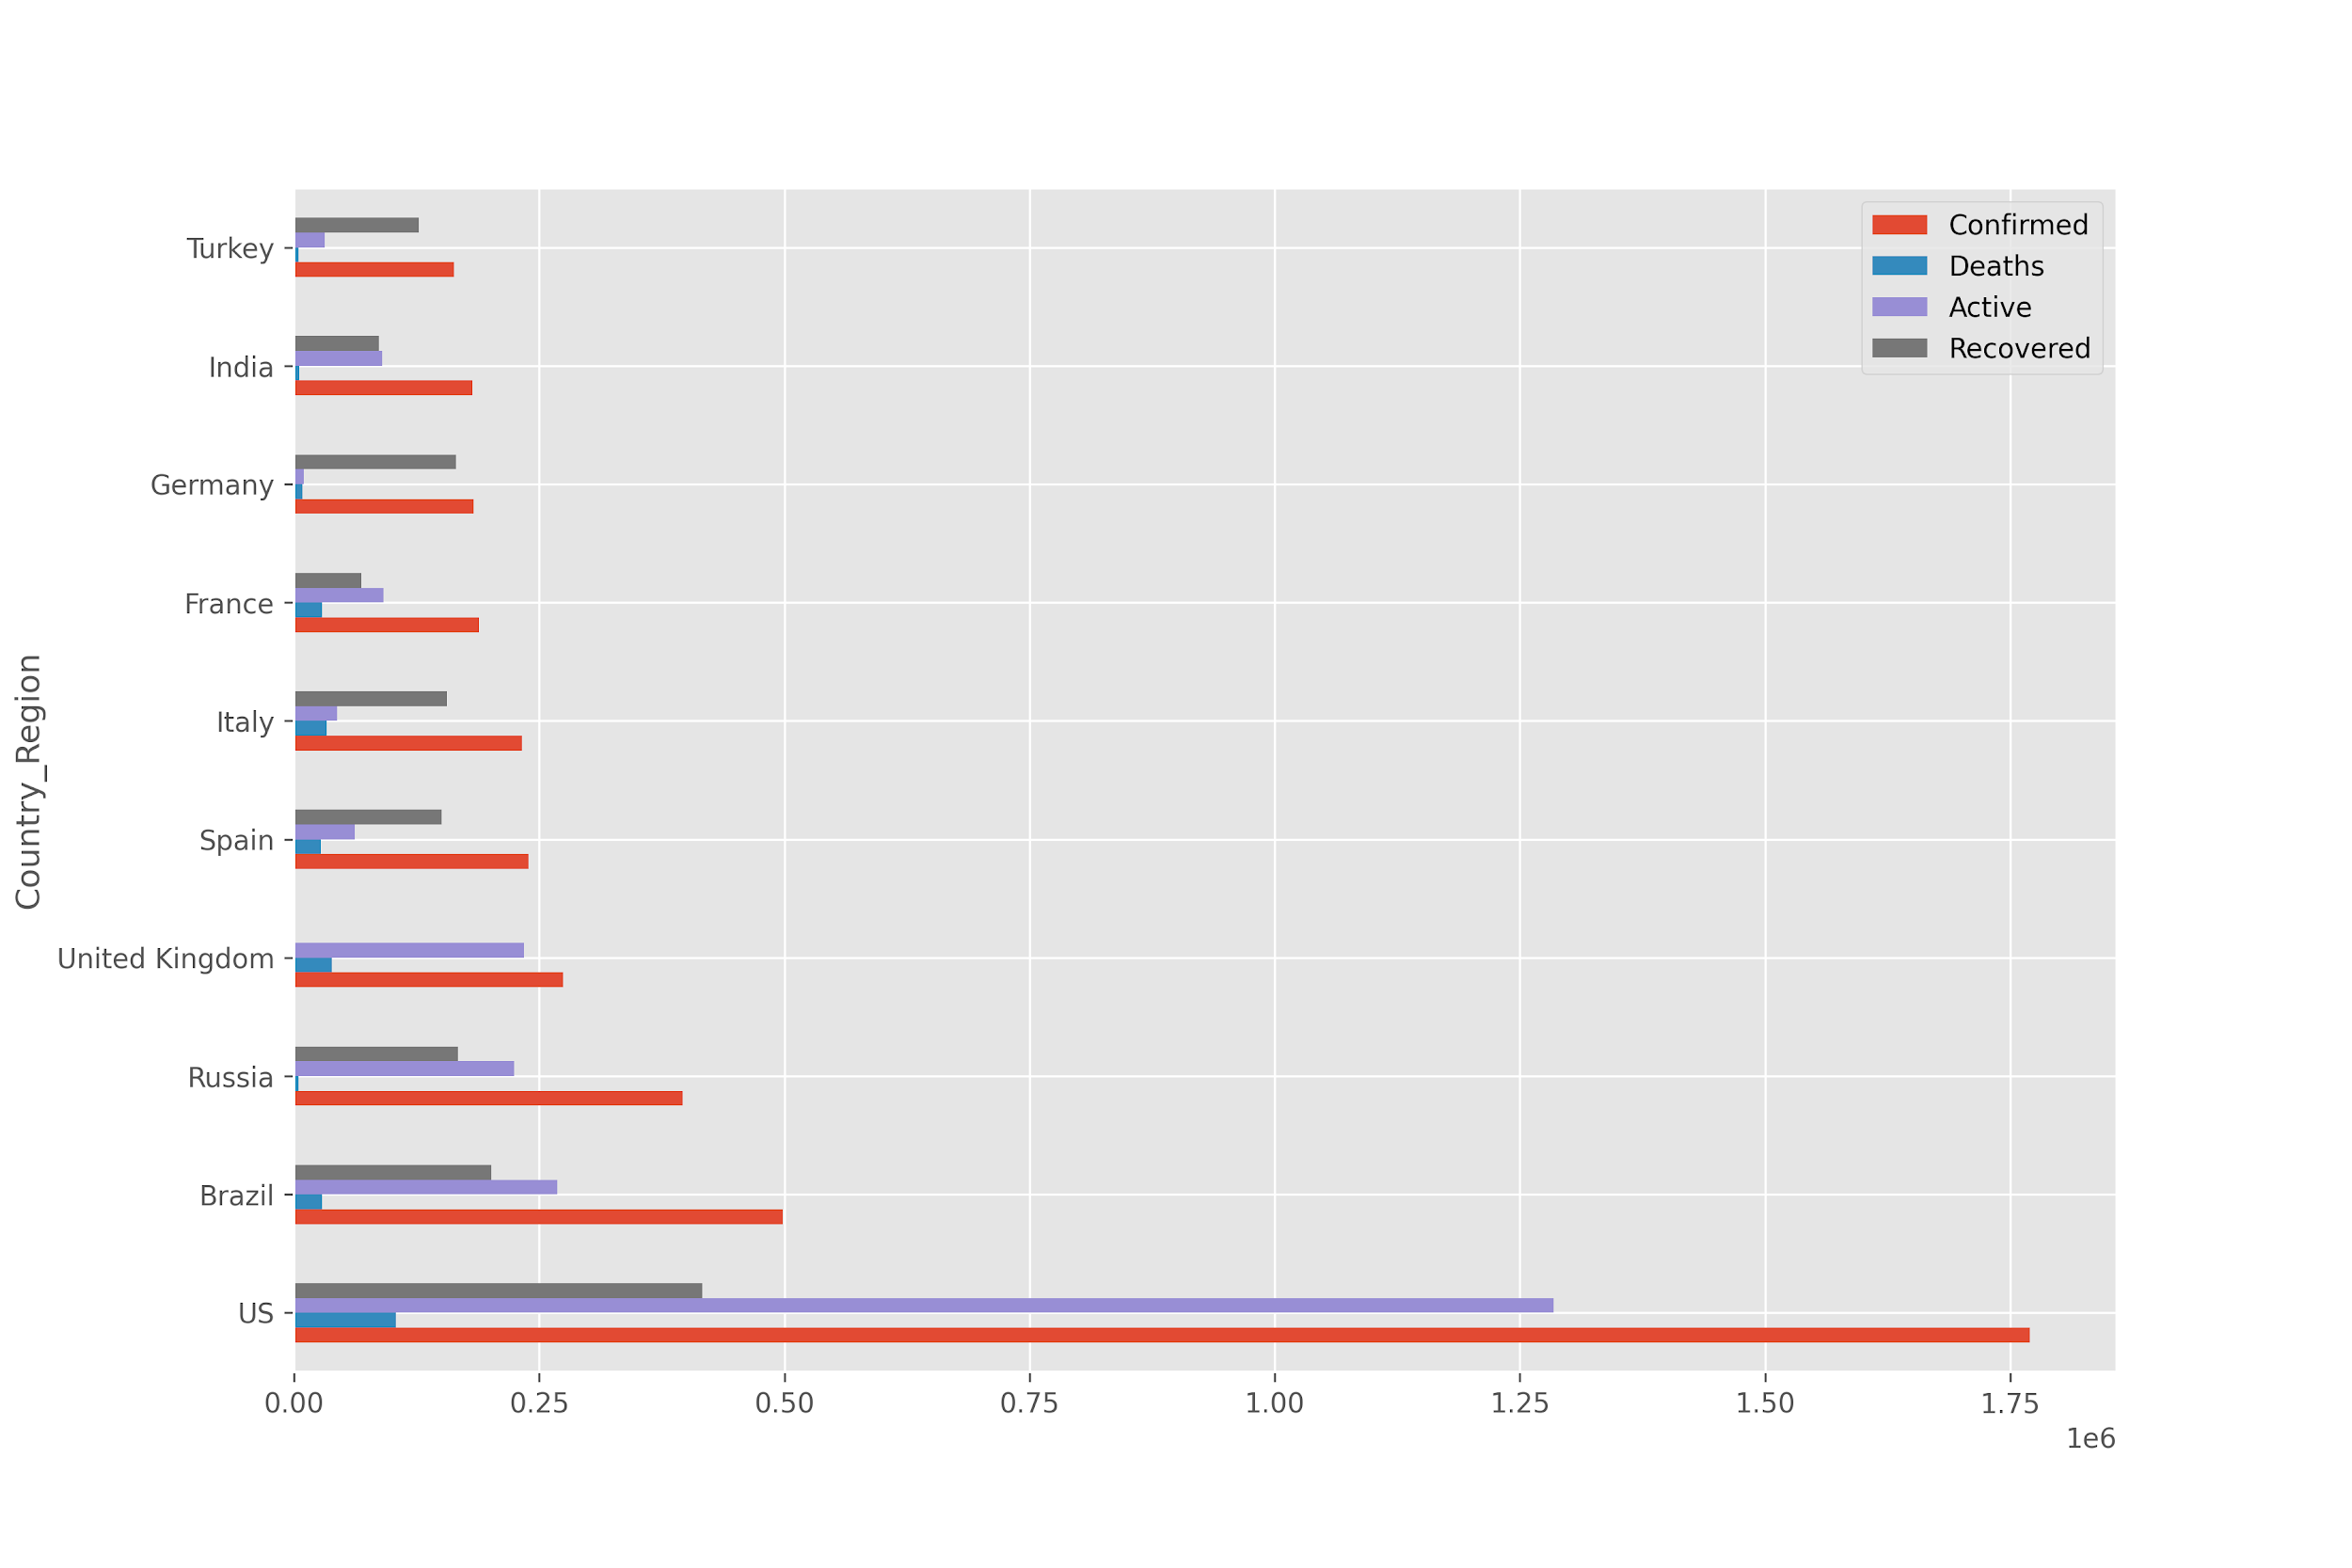 Confirmed
Deaths
Active
Recovered
Turkey
India
Germany
France
Italy
Spain
United Kingdom
Russia
Brazil
US
Country_Region
0.00 0.25 0.50 0.75 1.00 1.25 1.50 1.75
1e6